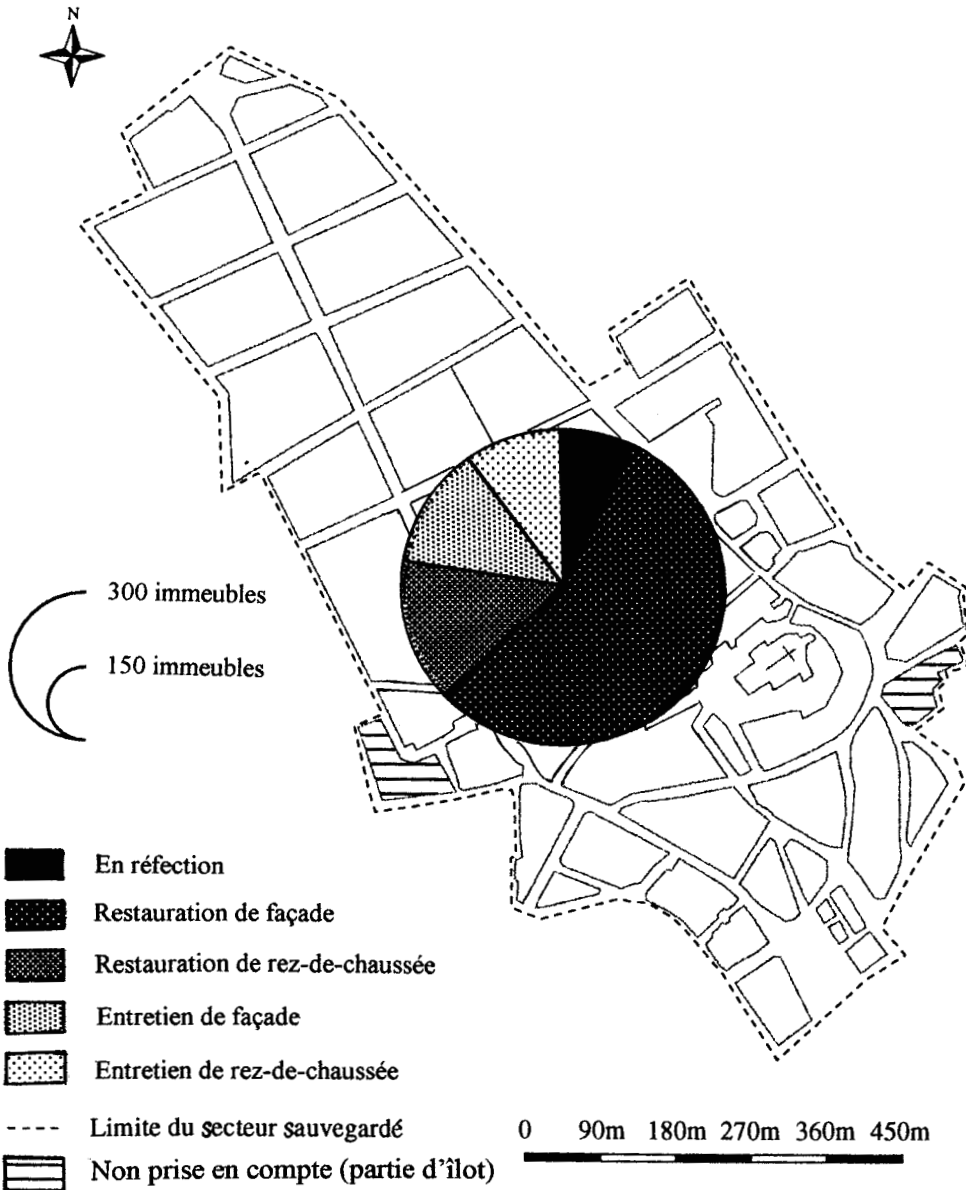 N
300 immeubles
150 immeubles
En réfection
Restauration de façade
Restauration de rez-de-chaussée
Entretien de façade
Entretien de rez-de-chaussée
Limite du secteur sauvegardé
Non prise en compte (partie d'îlot)
0 90m 180m 270m 360m 450m